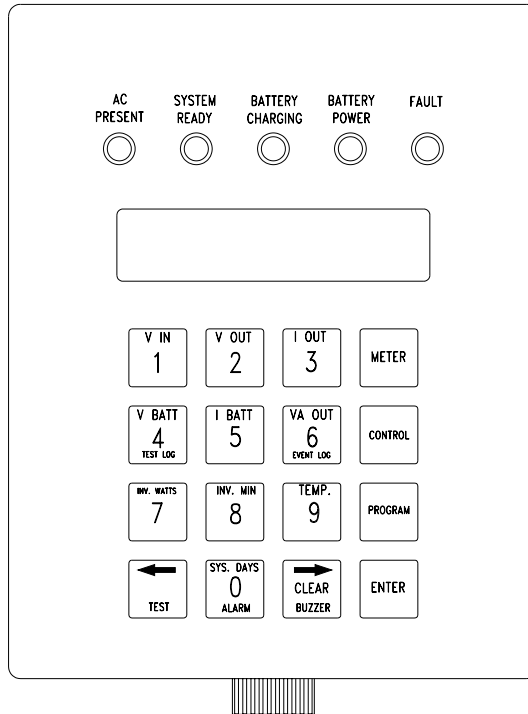 AC PRESENT
SYSTEM READY
BATTERY CHARGING
BATTERY POWER
FAULT
V IN
1
V OUT
2
I OUT
3
METER
V BATT
4
TEST LOG
I BATT
5
VA OUT
6
EVENT LOG
CONTROL
INV. WATTS
7
INV. MIN
8
TEMP.
9
PROGRAM
TEST
SYS. DAYS
0
ALARM
CLEAR
BUZZER
ENTER